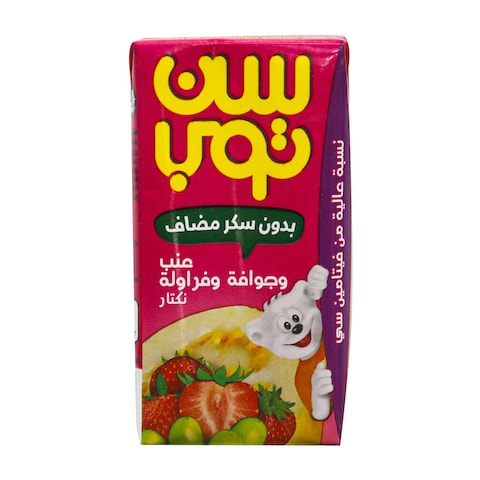 سن
توب
بدون سكر مضاف
عنب
وجوافة وفراولة
نكتار
نسبة عالية من فيتامين سي